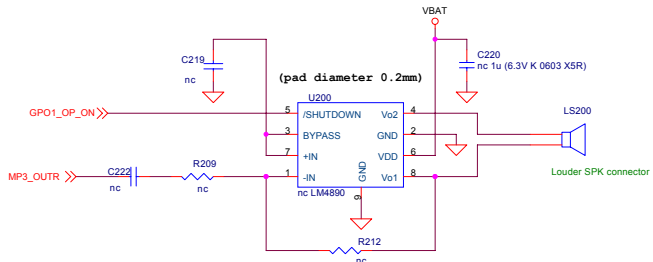 VBAT
C219
nc
C220
nc 1u (6.3V K 0603 X5R)
(pad diameter 0.2mm)
U200
LS200
GPO1_OP_ON
5
/SHUTDOWN
Vo2
4
3
BYPASS
GND
2
7
+IN
VDD
6
MP3_OUTR
C222
nc
R209
nc
1
-IN
GND
Vo1
8
Louder SPK connector
nc LM4890
9
R212
nc